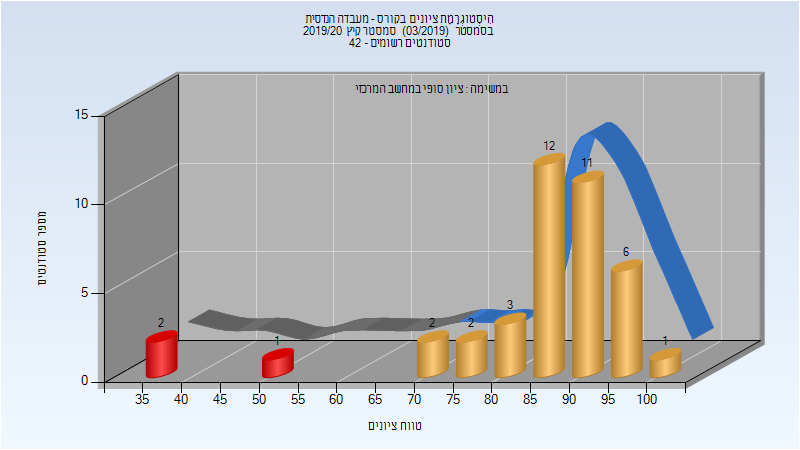 היסטוגרמת ציונים בקורס - מעבדה הנדסית
בסמסטר (03/2019) סמסטר קיץ 2019/20
סטודנטים רשומים - 42
במשימה : ציון סופי במחשב המרכזי
מספר סטודנטים
15
10
5
0
2
1
2
2
3
12
11
6
1
35 40 45 50 55 60 65 70 75 80 85 90 95 100
טווח ציונים